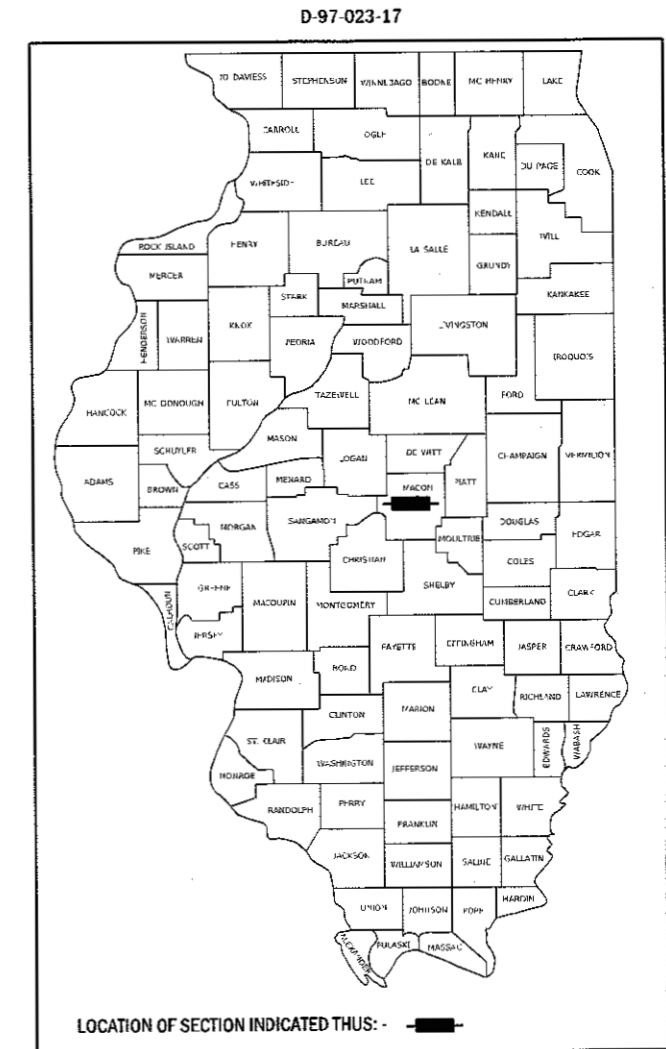 D-97-023-17
JO DAVIESS STEPHENSON WINNEBAGO BOONE MC HENRY LAKE
CARROLL OGLE DE KALB KANE DU PAGE COOK
WHITESIDE LEE
KENDALL
ROCK ISLAND HENRY BUREAU LA SALLE WILL
MERCER PUTNAM GRUNDY
STARK MARSHALL KANKAKEE
HENDERSON WARREN KNOX PEORIA WOODFORD LIVINGSTON IROQUOIS
HANCOCK MC DONOUGH FULTON TAZEWELL MC LEAN FORD
MASON
SCHUYLER LOGAN DE WITT CHAMPAIGN VERMILION
ADAMS BROWN CASS MENARD MACON PIATT
MORGAN SANGAMON DOUGLAS EDGAR
PIKE SCOTT CHRISTIAN MOULTRIE COLES
GREENE SHELBY CLARK
CALHOUN MACOUPIN MONTGOMERY CUMBERLAND
JERSEY FAYETTE EFFINGHAM JASPER CRAWFORD
MADISON BOND
CLAY RICHLAND LAWRENCE
CLINTON MARION
ST. CLAIR WAYNE EDWARDS WABASH
MONROE WASHINGTON JEFFERSON
RANDOLPH PERRY HAMILTON WHITE
FRANKLIN
JACKSON WILLIAMSON SALINE GALLATIN
UNION JOHNSON POPE HARDIN
ALEXANDER PULASKI MASSAC
LOCATION OF SECTION INDICATED THUS: -